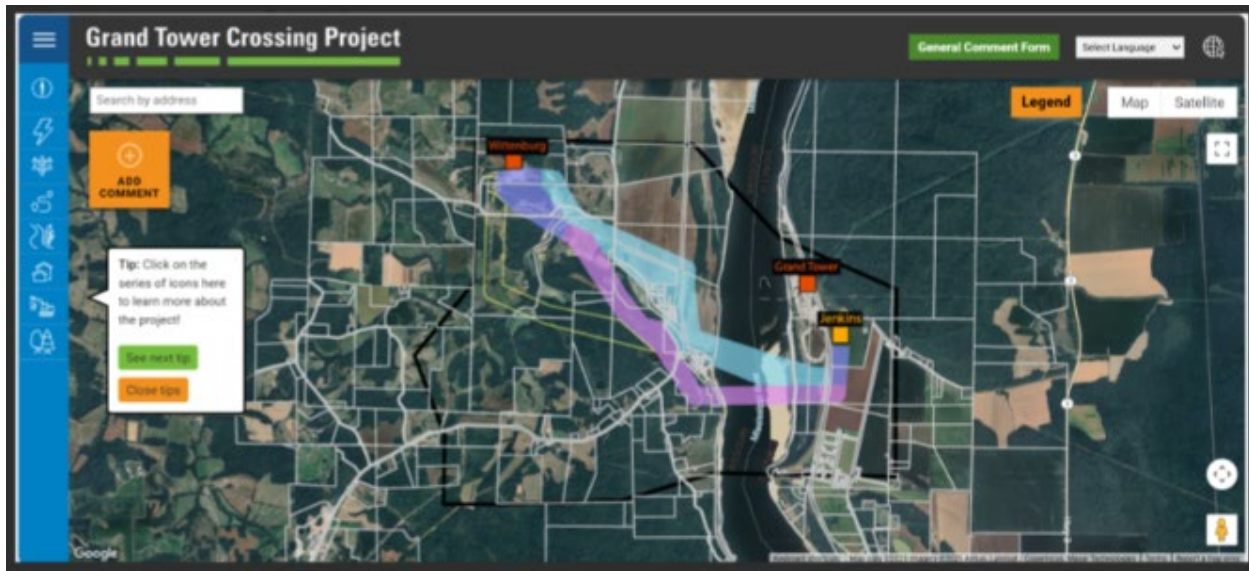 Grand Tower Crossing Project
General Comment Form
Select Language
Search by address
Legend
Map
Satellite
ADD
COMMENT
Wittenburg
Grand Tower
Jenkins
Tip: Click on the
series of icons here
to learn more about
the project!
See next tip
Close tips
Google